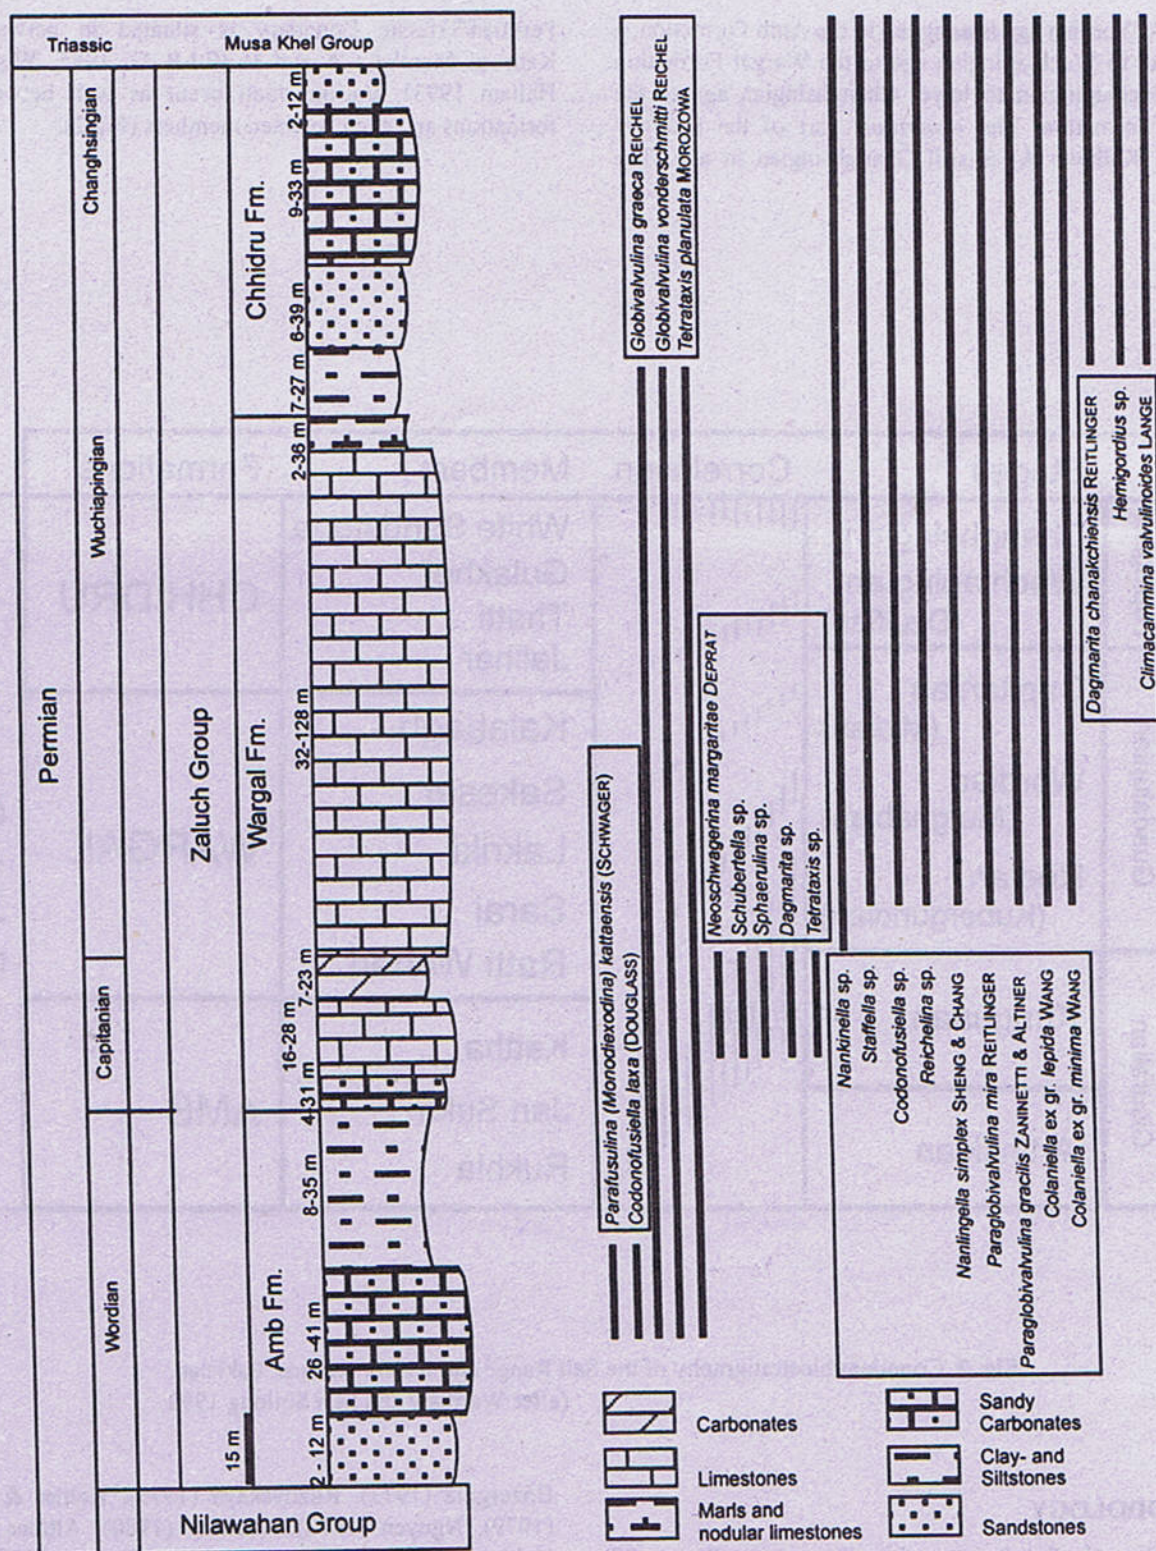 Triassic
Musa Khel Group
Permian
Changhsingian
Wuchiapingian
Capitanian
Wordian
Zaluch Group
Chhidru Fm.
Wargal Fm.
Amb Fm.
2-12 m
9-33 m
6-39 m
7-27 m
2-36 m
32-128 m
7-23 m
16-28 m
4-31 m
8-35 m
26 -41 m
2 - 12 m
15 m
Nilawahan Group
Globivalvulina graeca REICHEL
Globivalvulina vonderschmitti REICHEL
Tetrataxis planulata MOROZOWA
Parafusulina (Monodiexodina) kattaensis (SCHWAGER)
Codonofusiella laxa (DOUGLASS)
Neoschwagerina margaritae DEPRAT
Schubertella sp.
Sphaerulina sp.
Dagmarita sp.
Tetrataxis sp.
Nankinella sp.
Staffella sp.
Codonofusiella sp.
Reichelina sp.
Nanlingella simplex SHENG & CHANG
Paraglobivalvulina mira REITLINGER
Paraglobivalvulina gracilis ZANINETTI & ALTINER
Colaniella ex gr. lepida WANG
Colaniella ex gr. minima WANG
Dagmarita chanakchiensis REITLINGER
Hemigordius sp.
Climacammina valvulinoides LANGE
Carbonates
Limestones
Marls and
nodular limestones
Sandy
Carbonates
Clay- and
Siltstones
Sandstones